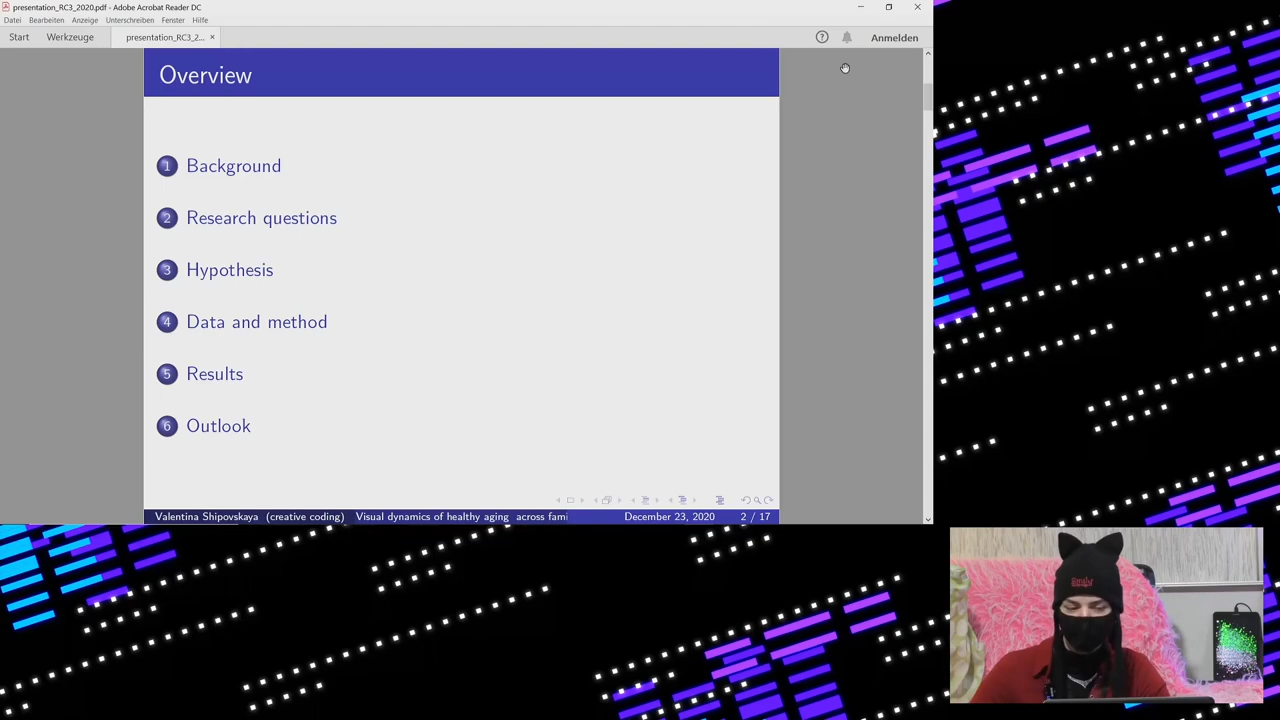 presentation_RC3_2020.pdf - Adobe Acrobat Reader DC
Datei Bearbeiten Anzeige Unterschreiben Fenster Hilfe
Start Werkzeuge presentation_RC3_2... × Anmelden
Overview
1 Background
2 Research questions
3 Hypothesis
4 Data and method
5 Results
6 Outlook
Valentina Shipovskaya (creative coding) Visual dynamics of healthy aging across fami December 23, 2020 2 / 17